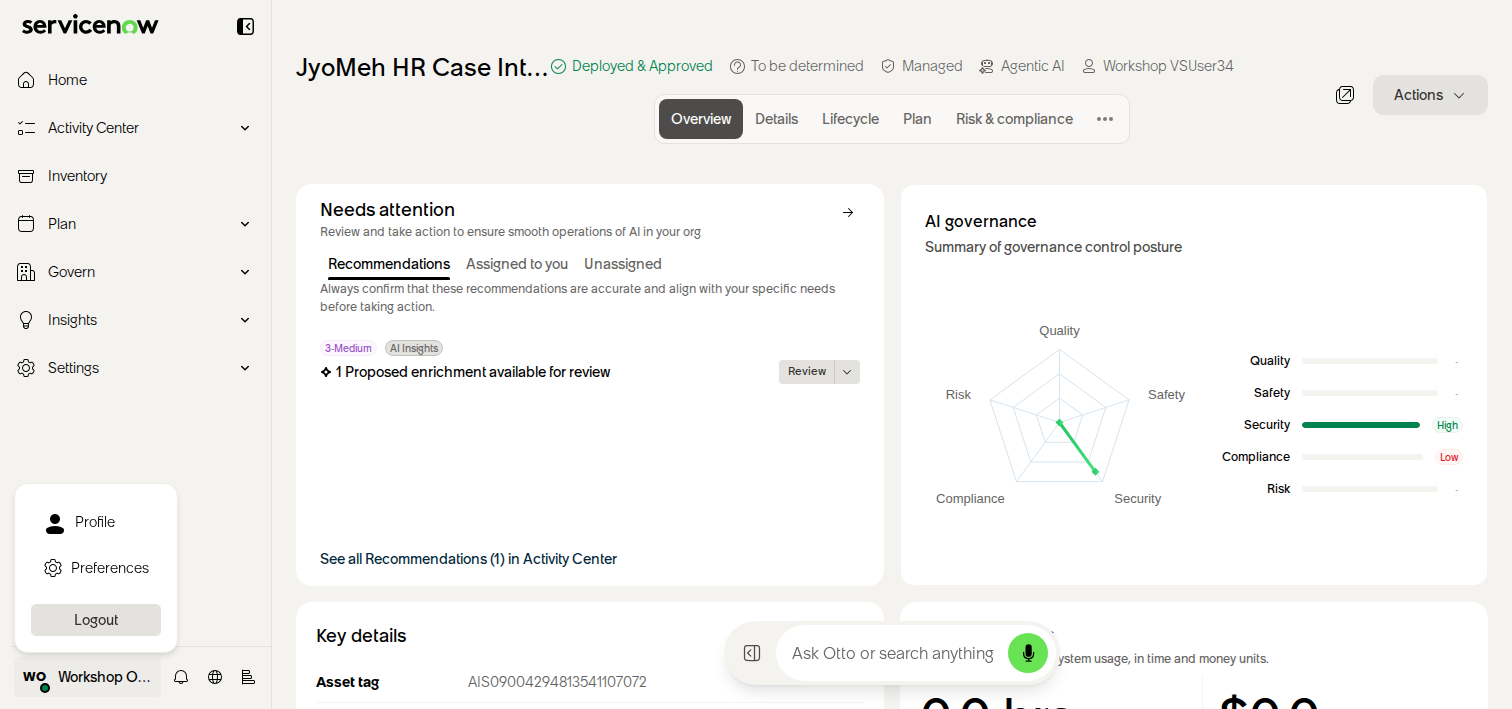 servicenow
Home
Activity Center
Inventory
Plan
Govern
Insights
Settings
Profile
Preferences
Logout
WO Workshop O...
JyoMeh HR Case Int...
Deployed & Approved To be determined Managed Agentic AI Workshop VSUser34
Actions
Overview Details Lifecycle Plan Risk & compliance
Needs attention
Review and take action to ensure smooth operations of AI in your org
Recommendations Assigned to you Unassigned
Always confirm that these recommendations are accurate and align with your specific needs
before taking action.
3-Medium AI Insights
1 Proposed enrichment available for review
Review
See all Recommendations (1) in Activity Center
AI governance
Summary of governance control posture
Quality
Risk
Safety
Compliance
Security
Quality -
Safety -
Security High
Compliance Low
Risk -
Key details
Asset tag AIS09004294813541107072
Ask Otto or search anything
ystem usage, in time and money units.
0.0 hrs
$0.0